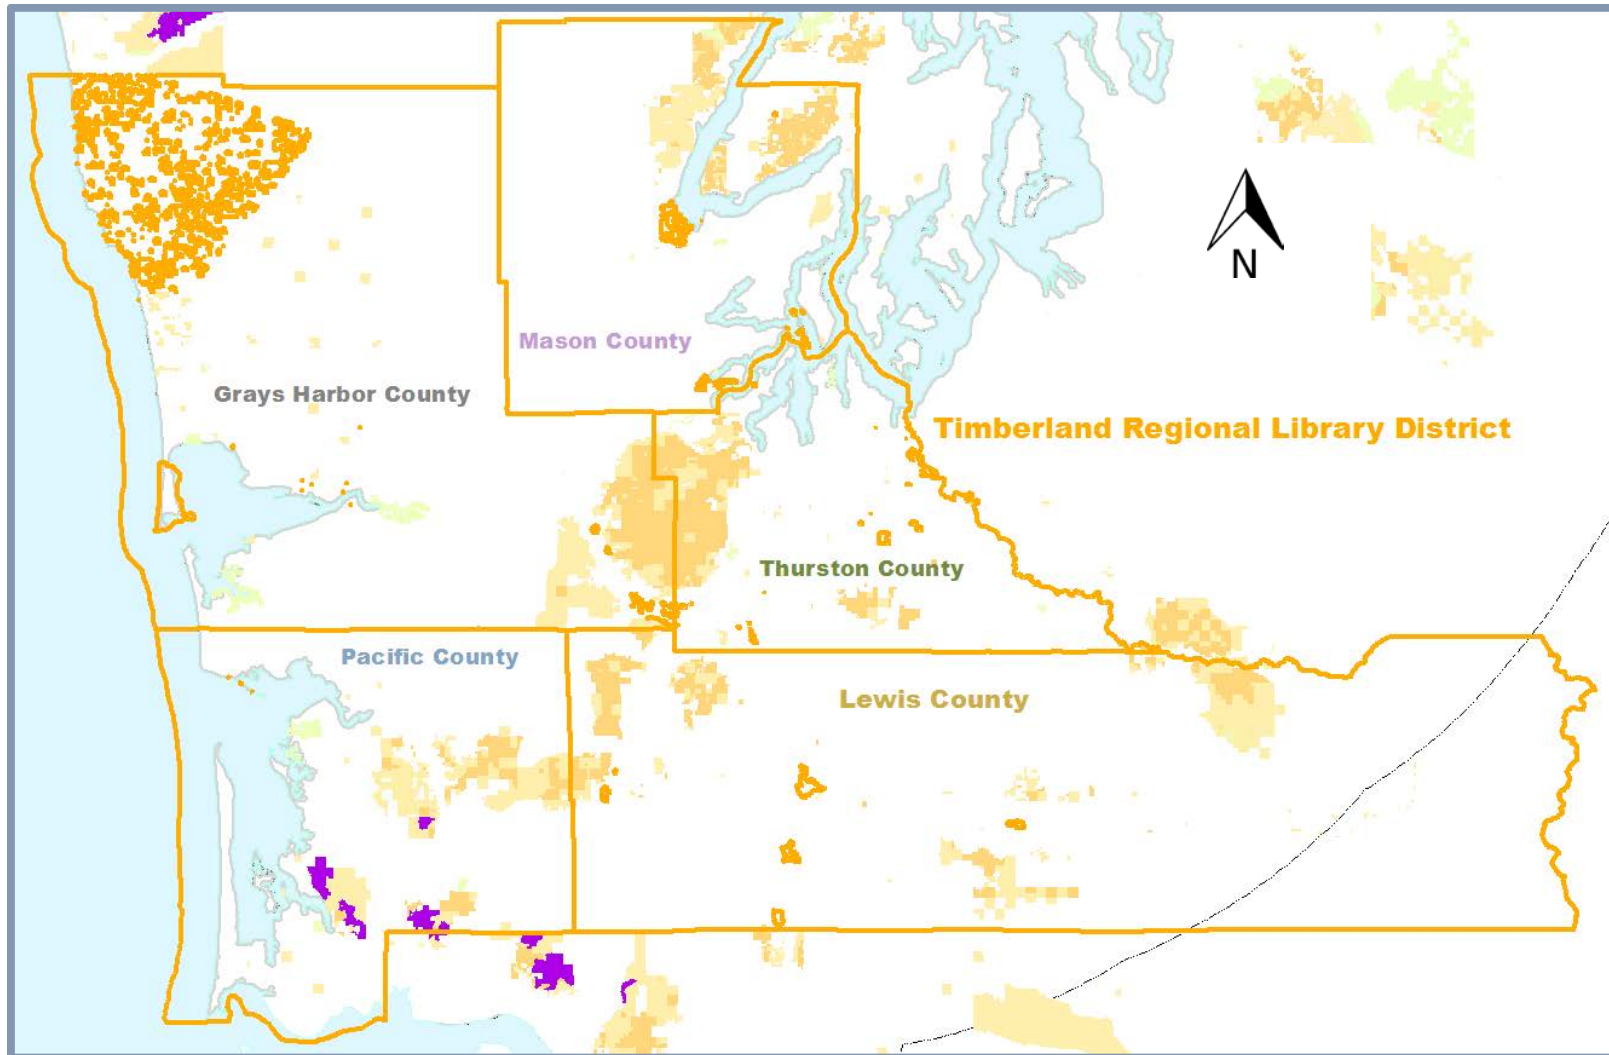 N
Mason County
Grays Harbor County
Timberland Regional Library District
Thurston County
Pacific County
Lewis County